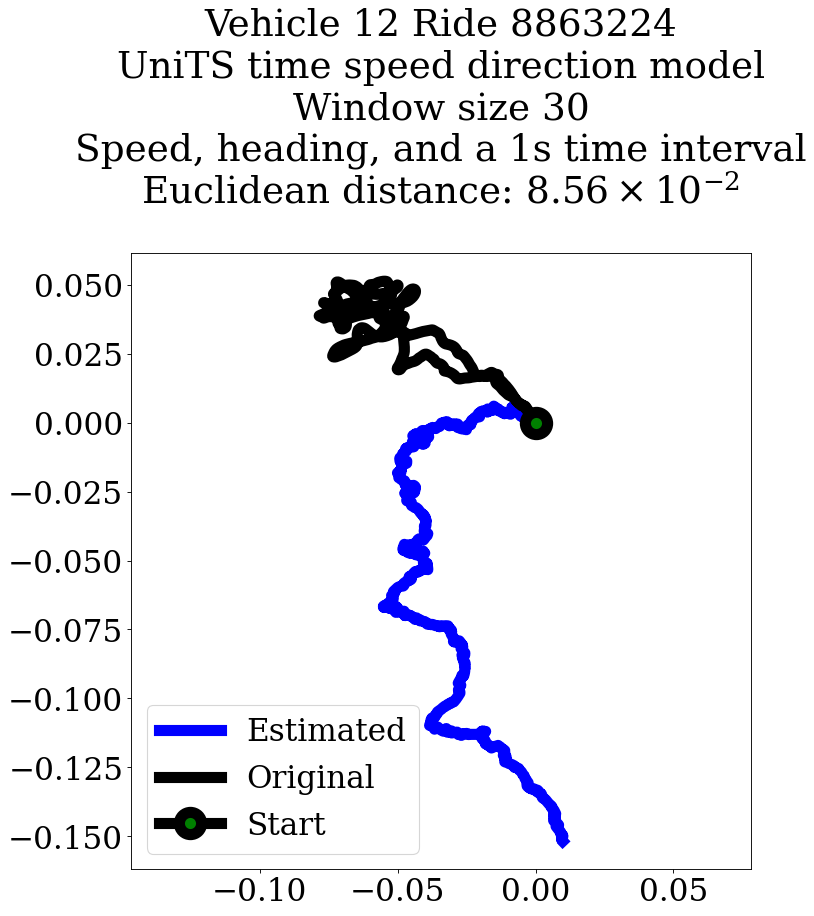 Vehicle 12 Ride 8863224
UniTS time speed direction model
Window size 30
Speed, heading, and a 1s time interval
Euclidean distance: 8.56 × 10⁻²
0.050
0.025
0.000
−0.025
−0.050
−0.075
−0.100
−0.125
−0.150
Estimated
Original
Start
−0.10 −0.05 0.00 0.05